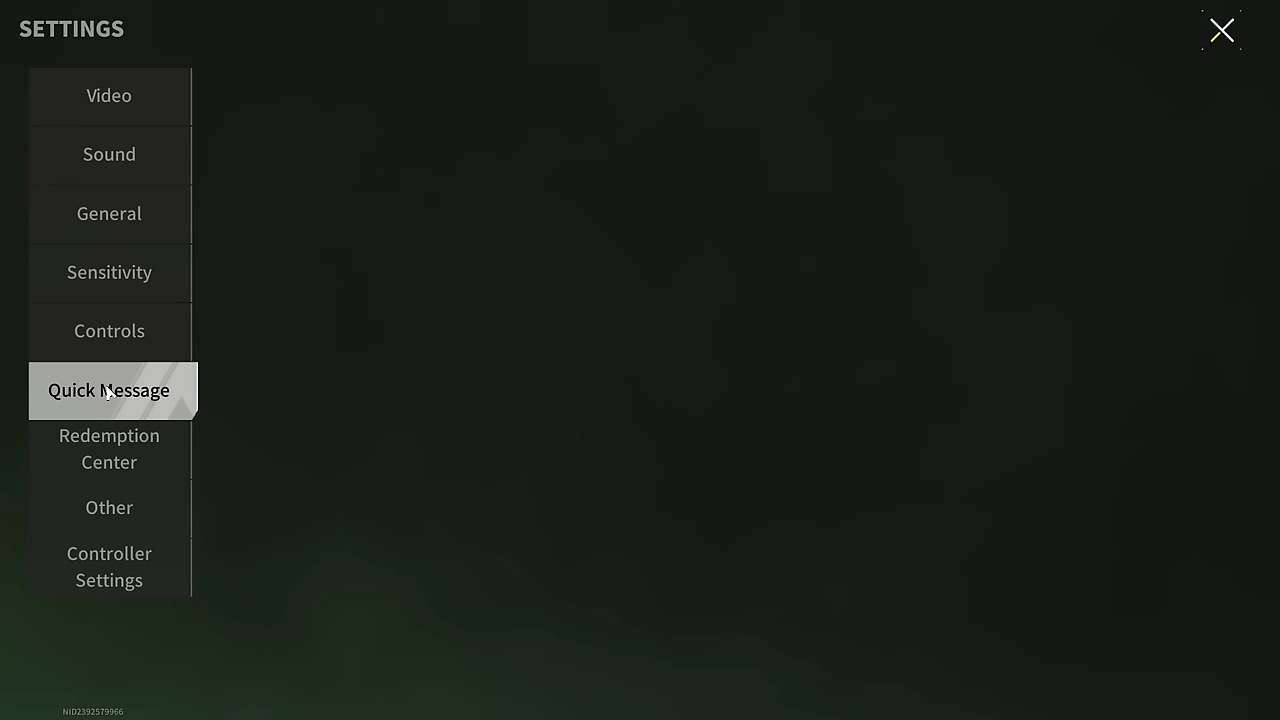 SETTINGS
Video
Sound
General
Sensitivity
Controls
Quick Message
Redemption
Center
Other
Controller
Settings
NID2392579966